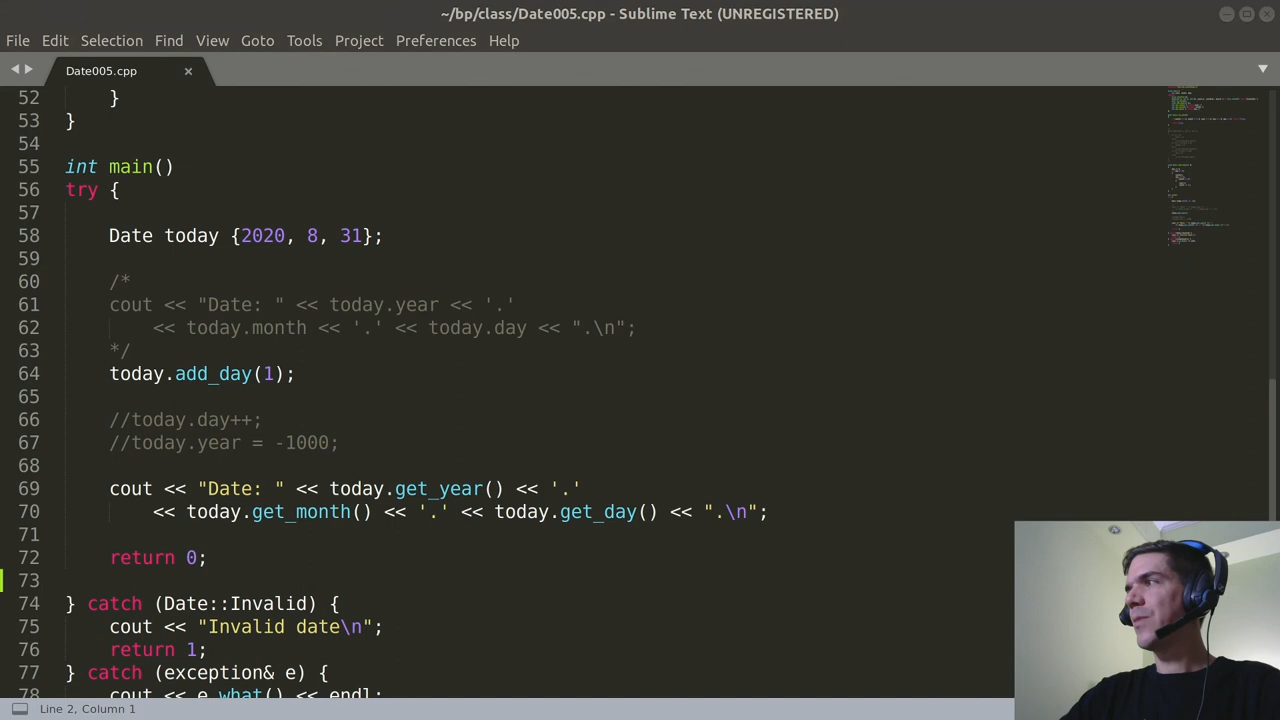 ~/bp/class/Date005.cpp - Sublime Text (UNREGISTERED)
File Edit Selection Find View Goto Tools Project Preferences Help
Date005.cpp
52 }
53 }
54
55 int main()
56 try {
57
58 Date today {2020, 8, 31};
59
60 /*
61 cout << "Date: " << today.year << '.'
62 << today.month << '.' << today.day << ".\n";
63 */
64 today.add_day(1);
65
66 //today.day++;
67 //today.year = -1000;
68
69 cout << "Date: " << today.get_year() << '.'
70 << today.get_month() << '.' << today.get_day() << ".\n";
71
72 return 0;
73
74 } catch (Date::Invalid) {
75 cout << "Invalid date\n";
76 return 1;
77 } catch (exception& e) {
78 cout << e.what() << endl;
Line 2, Column 1